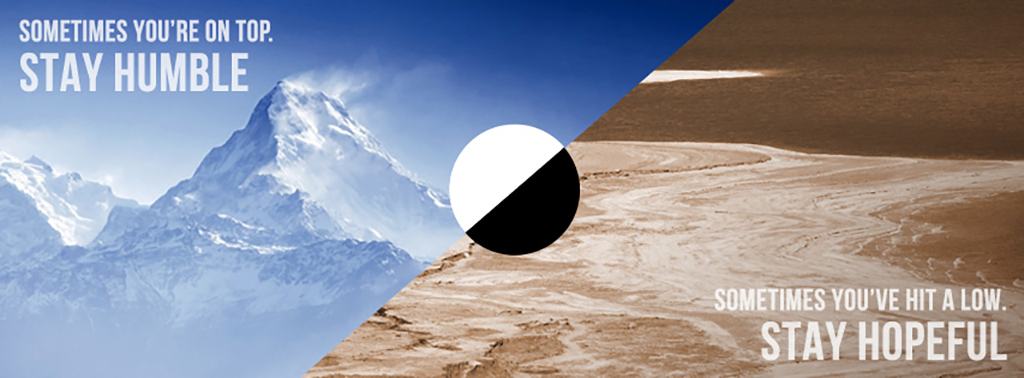 SOMETIMES YOU'RE ON TOP.
STAY HUMBLE
SOMETIMES YOU'VE HIT A LOW.
STAY HOPEFUL